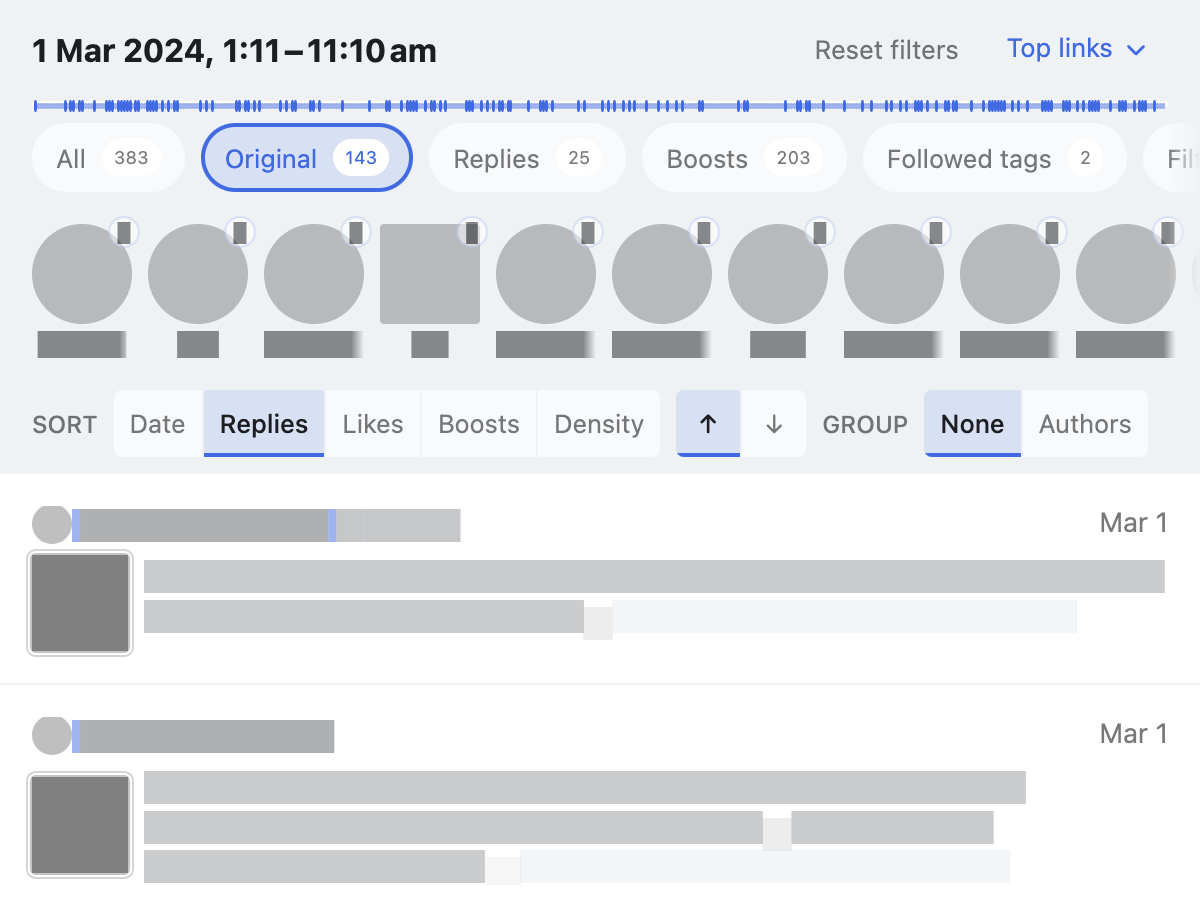 1 Mar 2024, 1:11 – 11:10 am Reset filters Top links
All 383 Original 143 Replies 25 Boosts 203 Followed tags 2
SORT Date Replies Likes Boosts Density ↑ ↓ GROUP None Authors
Mar 1
Mar 1